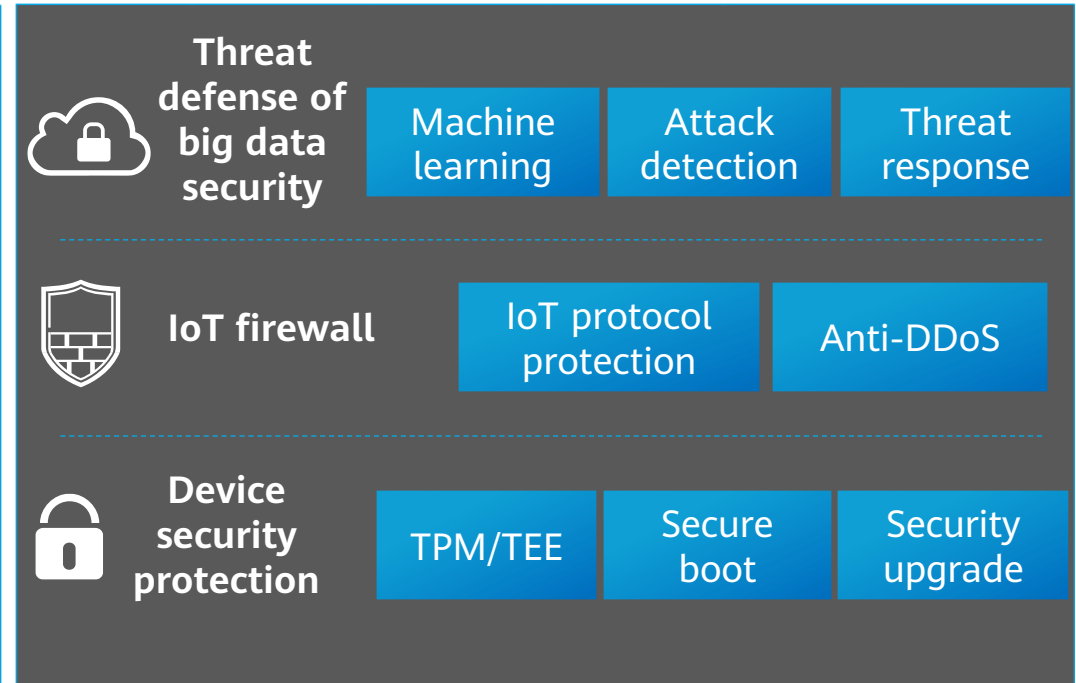 Threat
defense of
big data
security
Machine
learning
Attack
detection
Threat
response
IoT firewall
IoT protocol
protection
Anti-DDoS
Device
security
protection
TPM/TEE
Secure
boot
Security
upgrade